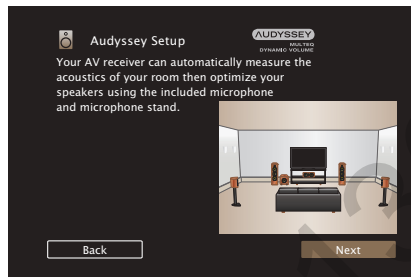 Audyssey Setup
AUDYSSEY
MULTEQ
DYNAMIC VOLUME
Your AV receiver can automatically measure the
acoustics of your room then optimize your
speakers using the included microphone
and microphone stand.
Back
Next